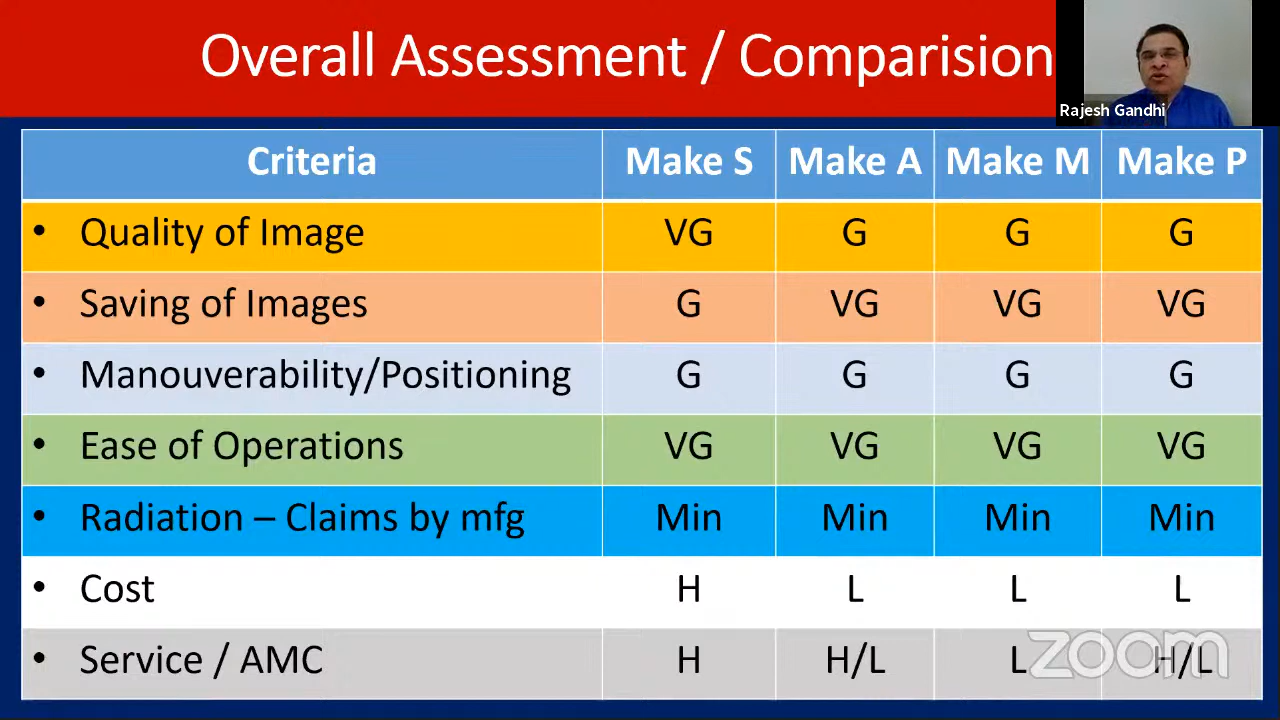 Overall Assessment / Comparision
Rajesh Gandhi
Criteria Make S Make A Make M Make P
• Quality of Image VG G G G
• Saving of Images G VG VG VG
• Manouverability/Positioning G G G G
• Ease of Operations VG VG VG VG
• Radiation – Claims by mfg Min Min Min Min
• Cost H L L L
• Service / AMC H H/L L H/L
zoom